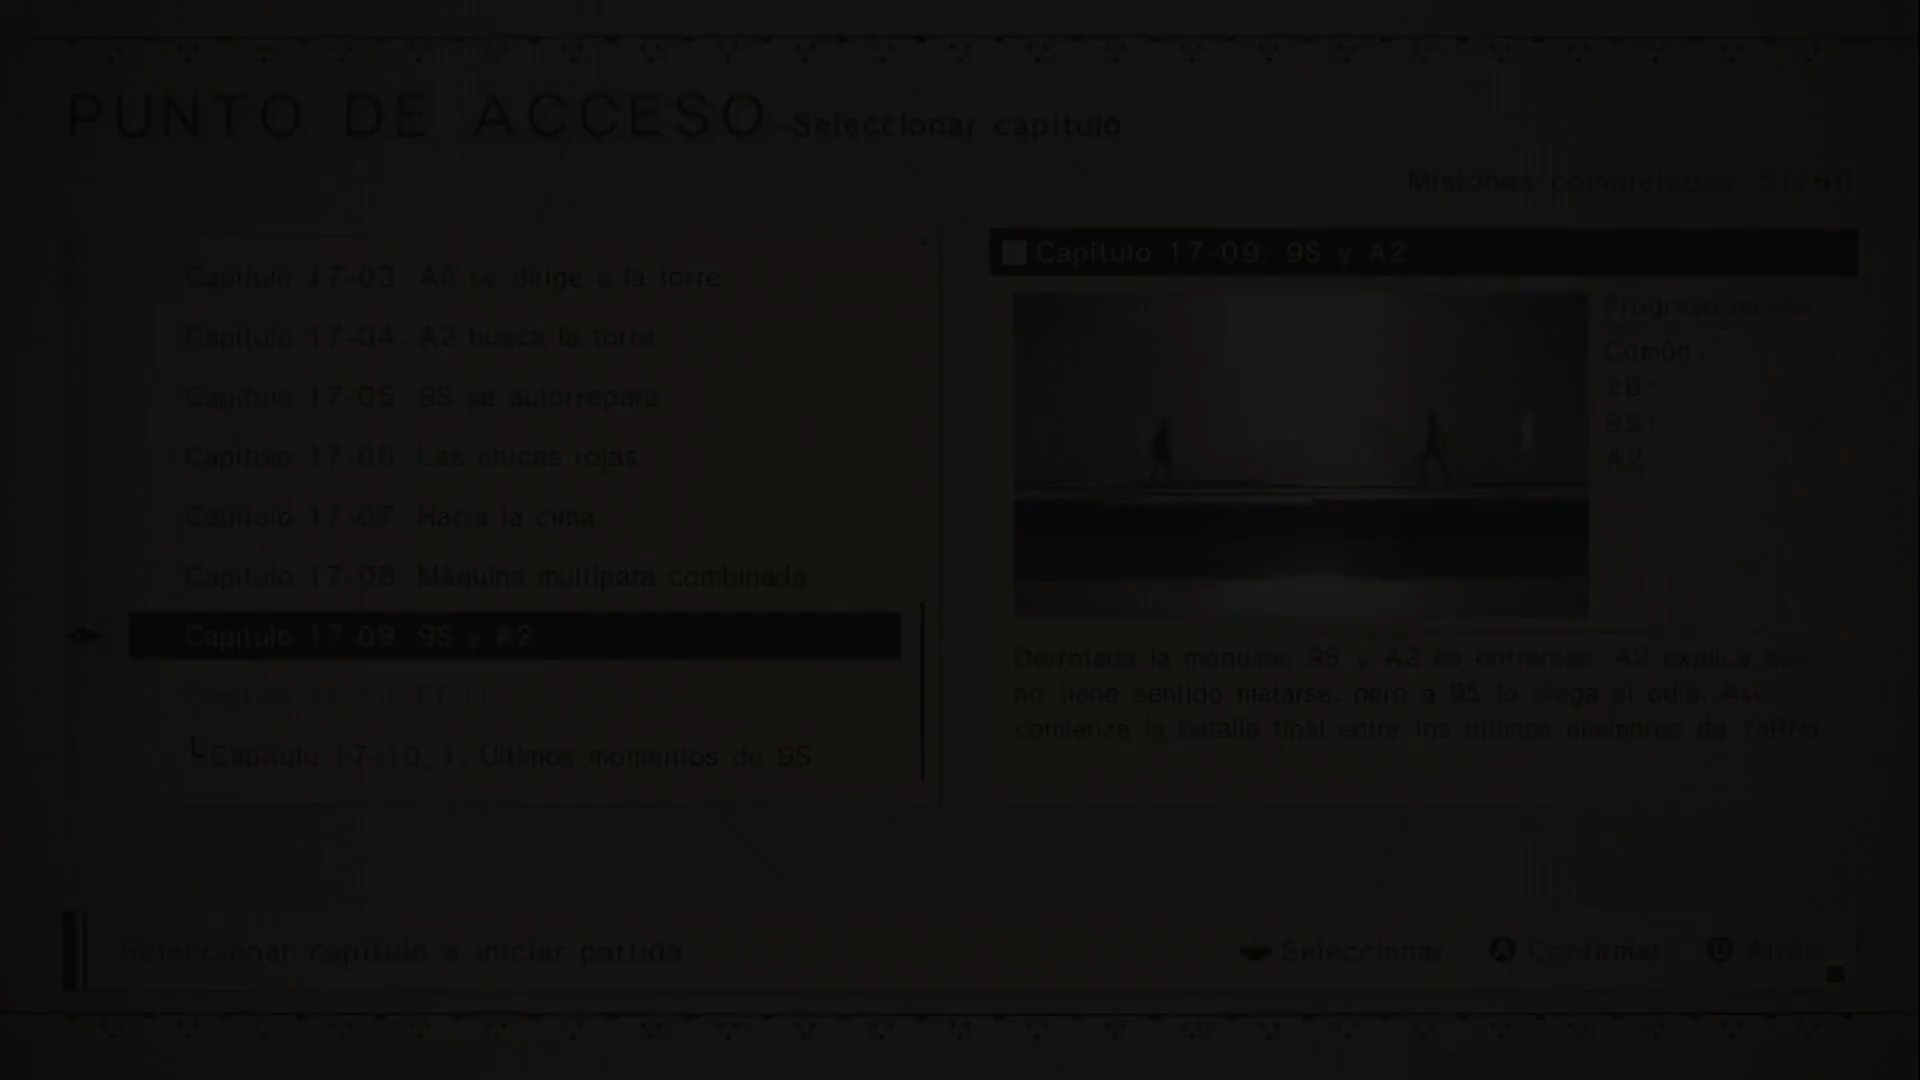 PUNTO DE ACCESO -Seleccionar capítulo
Misiones completadas 51/60
Capítulo 17-03: A2 se dirige a la torre
Capítulo 17-04: A2 busca la torre
Capítulo 17-05: 9S se autorrepara
Capítulo 17-06: Las chicas rojas
Capítulo 17-07: Hacia la cima
Capítulo 17-08: Máquina multipata combinada
Capítulo 17-09: 9S y A2
Capítulo 17-10_1: Últimos momentos de 9S
Capítulo 17-09: 9S y A2
Progreso
Común:
2B:
9S:
A2:
Derrotada la máquina, 9S y A2 se enfrentan. A2 explica que
no tiene sentido matarse, pero a 9S lo ciega el odio. Así
comienza la batalla final entre los últimos miembros de YoRHa.
Seleccionar capítulo e iniciar partida
Seleccionar
A Confirmar
B Atrás